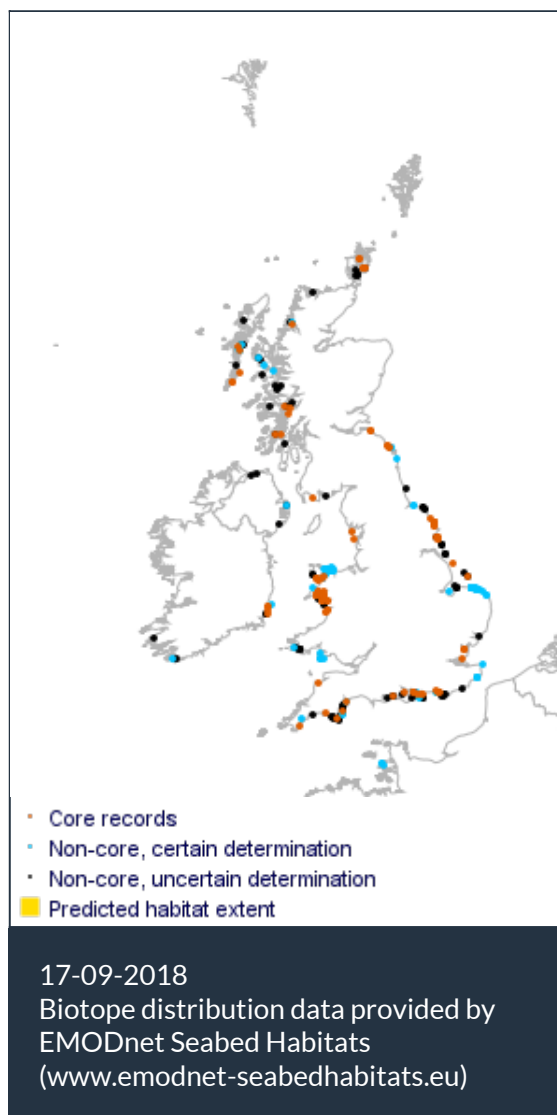 Core records
Non-core, certain determination
Non-core, uncertain determination
Predicted habitat extent
17-09-2018
Biotope distribution data provided by
EMODnet Seabed Habitats
(www.emodnet-seabedhabitats.eu)